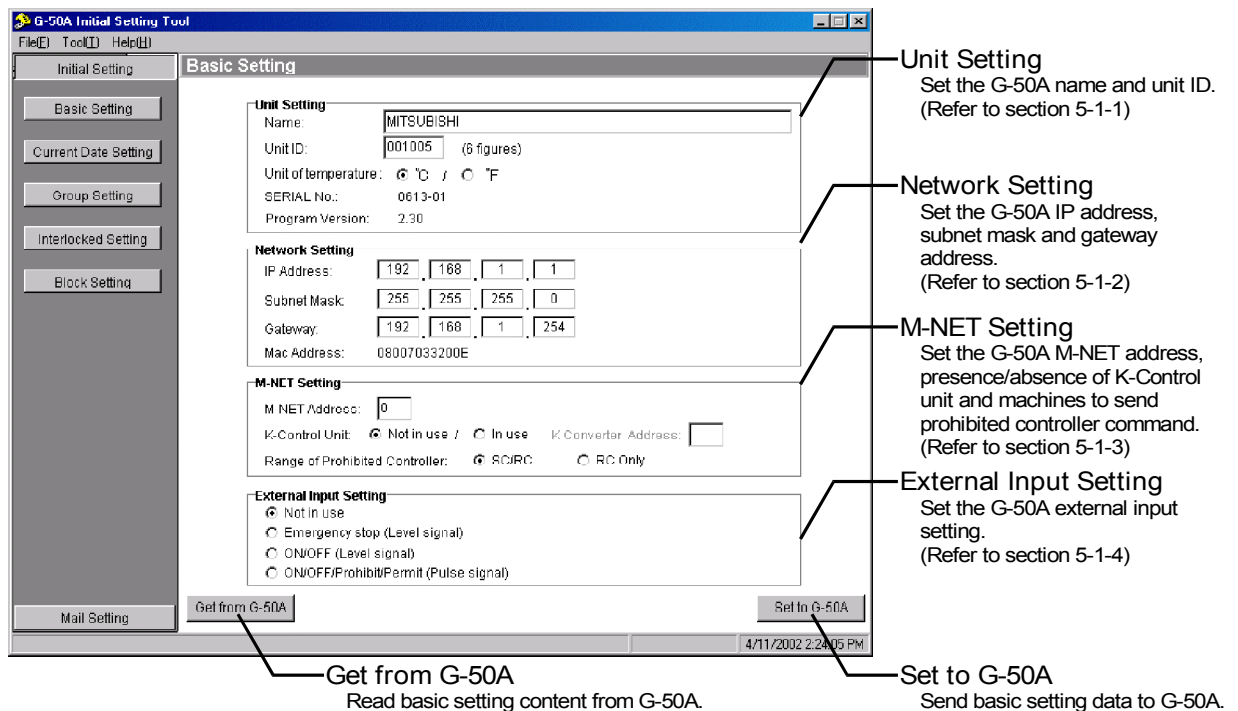 G-50A Initial Setting Tool
File(F) Tool(T) Help(H)
Initial Setting
Basic Setting
Basic Setting
Current Date Setting
Group Setting
Interlocked Setting
Block Setting
Mail Setting
Unit Setting
Name: MITSUBISHI
Unit ID: 001005 (6 figures)
Unit of temperature: °C / °F
SERIAL No.: 0613-01
Program Version: 2.30
Network Setting
IP Address: 192 . 168 . 1 . 1
Subnet Mask: 255 . 255 . 255 . 0
Gateway: 192 . 168 . 1 . 254
Mac Address: 08007033200E
M-NET Setting
M-NET Address: 0
K-Control Unit: Not in use / In use K Converter Address:
Range of Prohibited Controller: SC/RC RC Only
External Input Setting
Not in use
Emergency stop (Level signal)
ON/OFF (Level signal)
ON/OFF/Prohibit/Permit (Pulse signal)
Get from G-50A
Set to G-50A
4/11/2002 2:24:05 PM
Unit Setting
Set the G-50A name and unit ID.
(Refer to section 5-1-1)
Network Setting
Set the G-50A IP address,
subnet mask and gateway
address.
(Refer to section 5-1-2)
M-NET Setting
Set the G-50A M-NET address,
presence/absence of K-Control
unit and machines to send
prohibited controller command.
(Refer to section 5-1-3)
External Input Setting
Set the G-50A external input
setting.
(Refer to section 5-1-4)
Get from G-50A
Read basic setting content from G-50A.
Set to G-50A
Send basic setting data to G-50A.